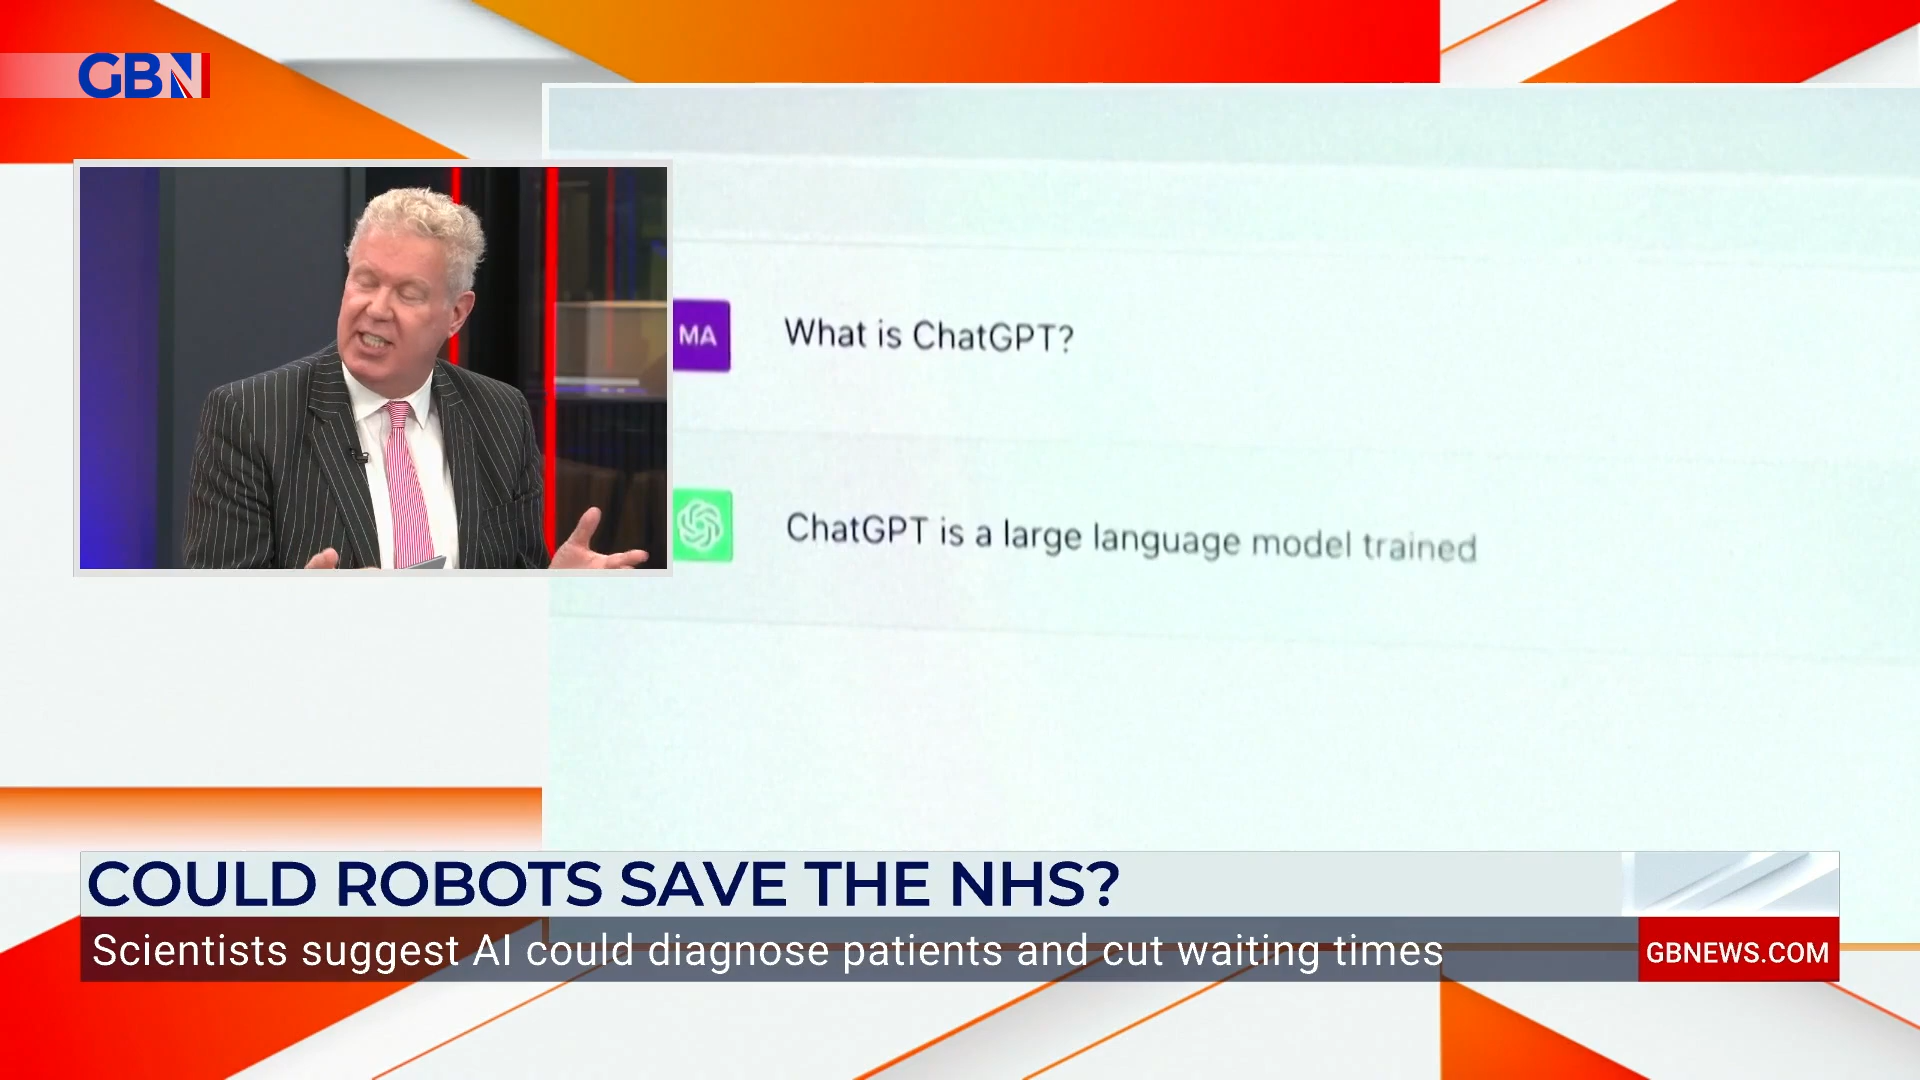 GBN
MA
What is ChatGPT?
ChatGPT is a large language model trained
COULD ROBOTS SAVE THE NHS?
Scientists suggest AI could diagnose patients and cut waiting times
GBNEWS.COM